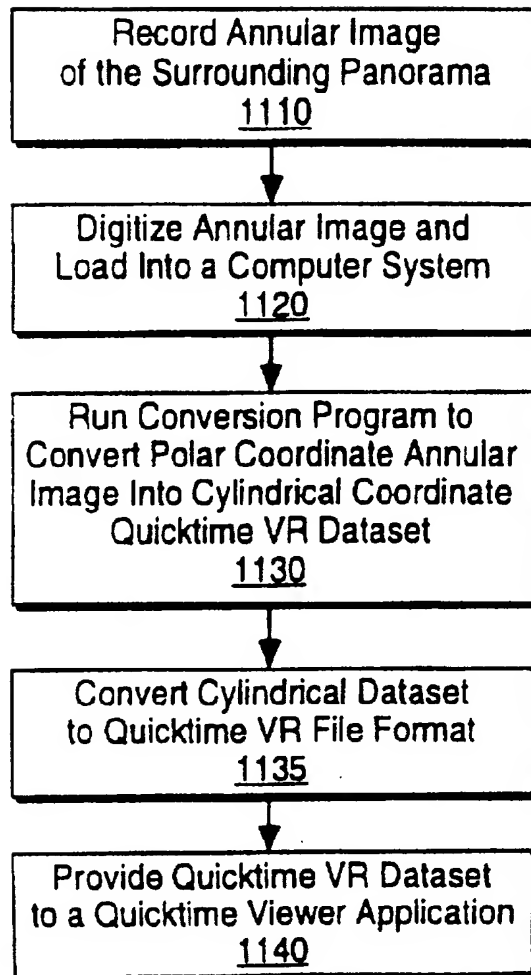 Record Annular Image
of the Surrounding Panorama
1110
Digitize Annular Image and
Load Into a Computer System
1120
Run Conversion Program to
Convert Polar Coordinate Annular
Image Into Cylindrical Coordinate
Quicktime VR Dataset
1130
Convert Cylindrical Dataset
to Quicktime VR File Format
1135
Provide Quicktime VR Dataset
to a Quicktime Viewer Application
1140